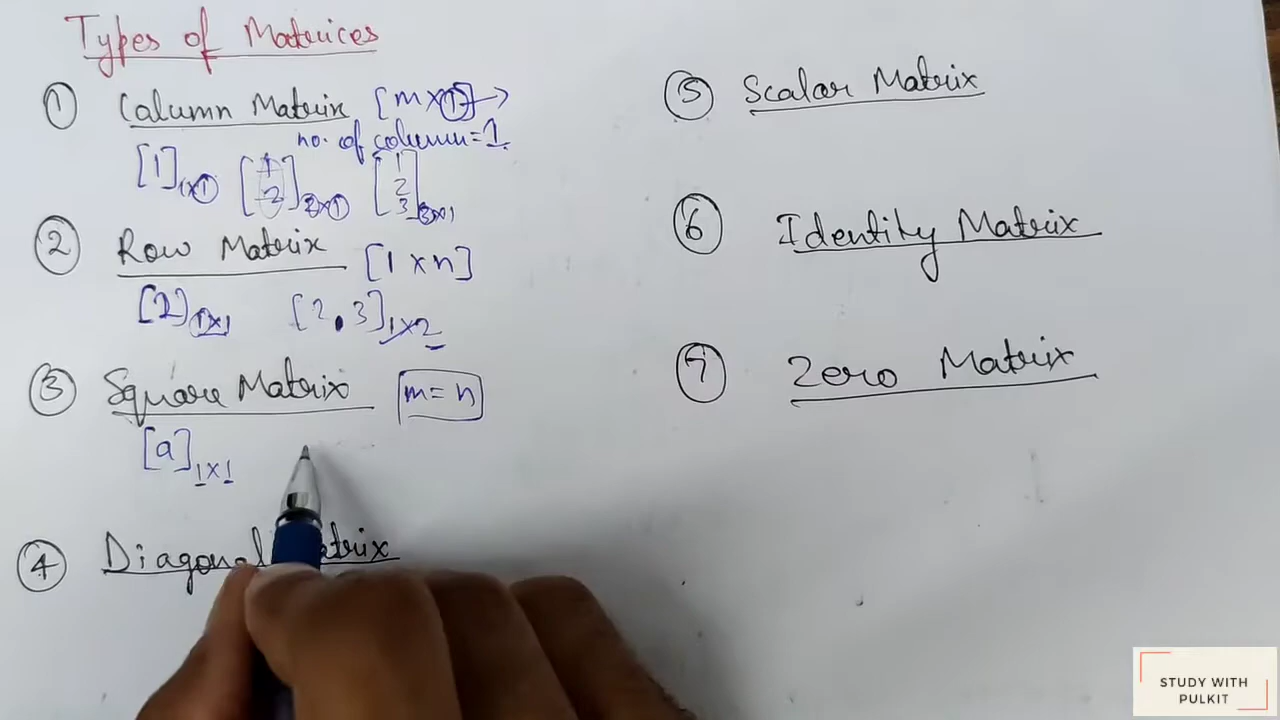 Types of Matrices
① Column Matrix [m×1]→
no. of column=1.
[1]1×1 [1 2]2×1 [1 2 3]3×1
② Row Matrix [1×n]
[2]1×1 [2,3]1×2
③ Square Matrix m=n
[a]1×1
④ Diagonal atrix
⑤ Scalar Matrix
⑥ Identity Matrix
⑦ Zero Matrix
STUDY WITH
PULKIT